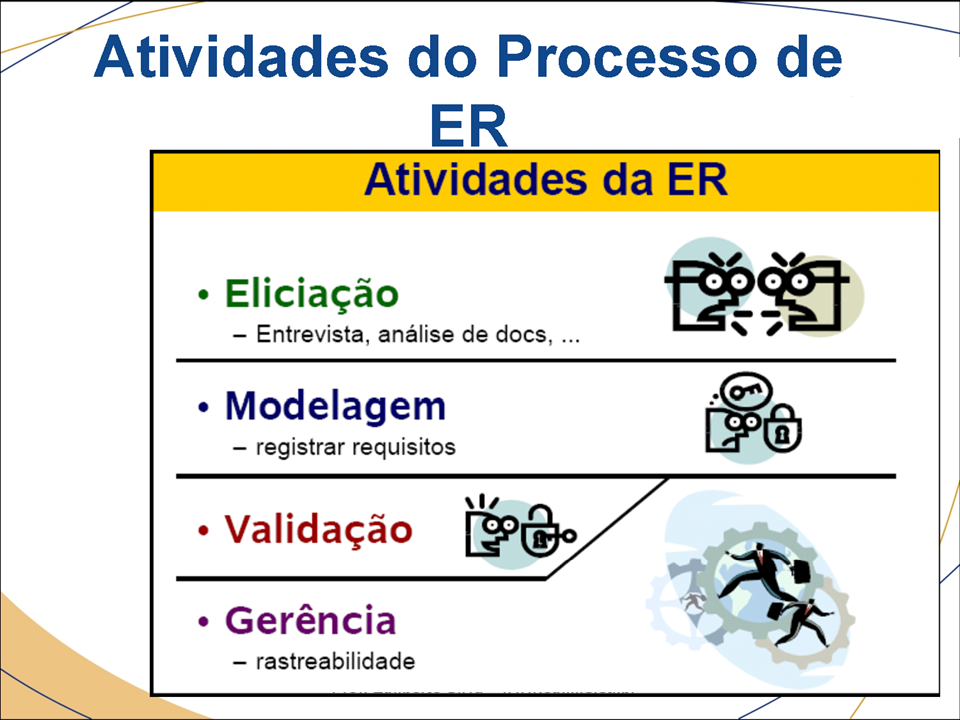 Atividades do Processo de
ER
Atividades da ER
• Eliciação
– Entrevista, análise de docs, ...
• Modelagem
– registrar requisitos
• Validação
• Gerência
– rastreabilidade